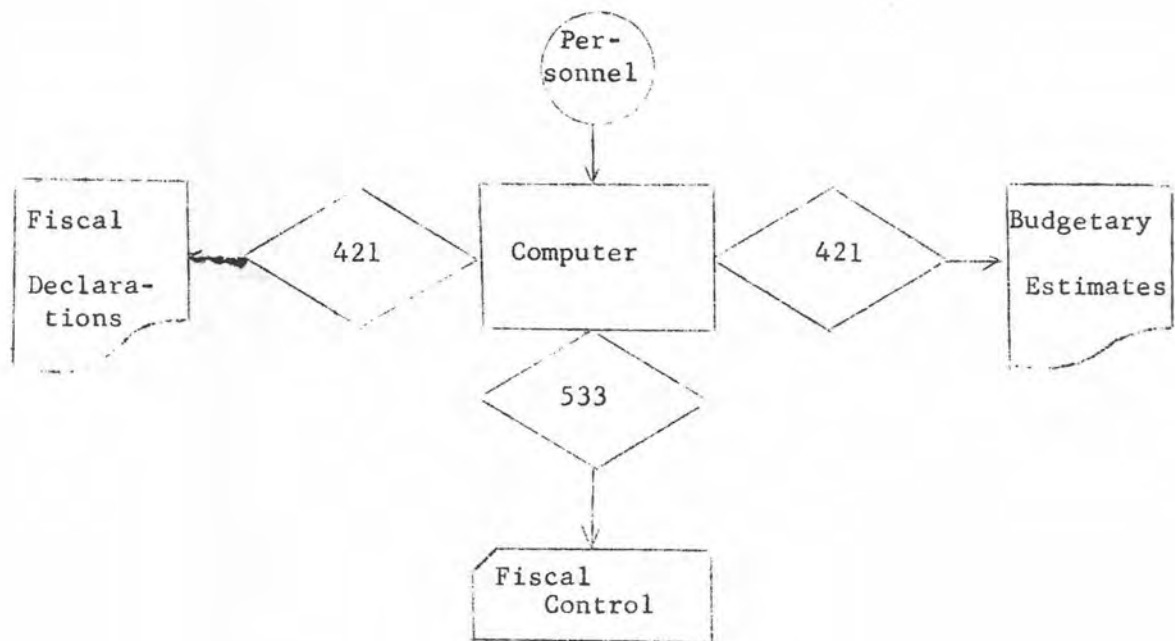 Per-
sonnel
Fiscal
Declara-
tions
421
Computer
421
Budgetary
Estimates
533
Fiscal
Control